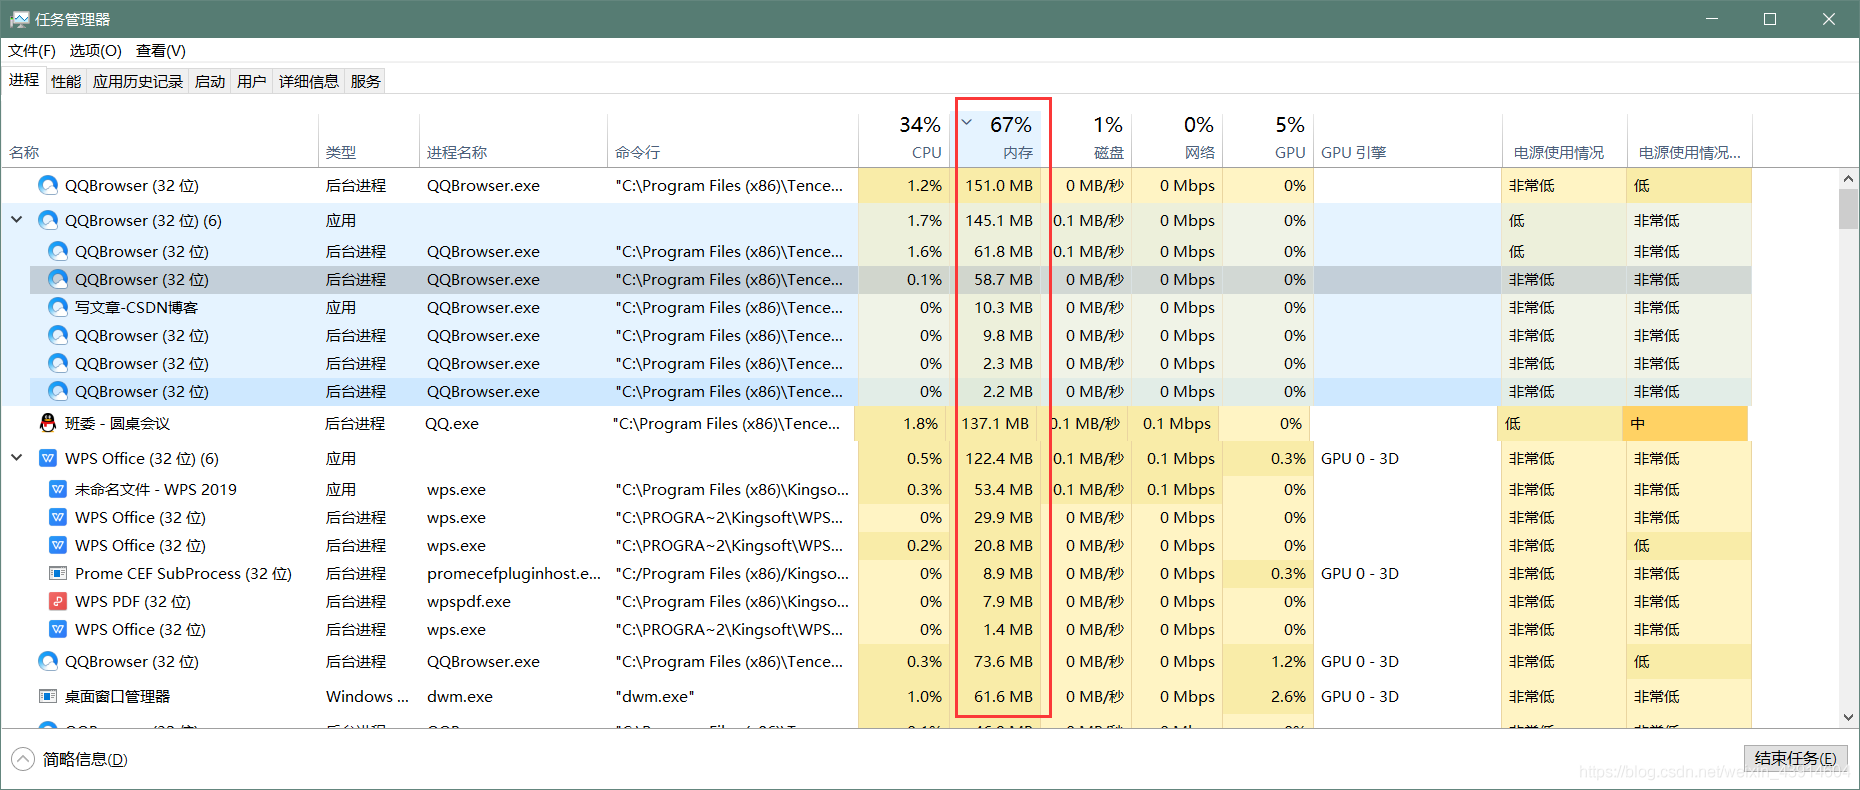 任务管理器
文件(F) 选项(O) 查看(V)
进程 性能 应用历史记录 启动 用户 详细信息 服务
34% 67% 1% 0% 5%
名称 类型 进程名称 命令行 CPU 内存 磁盘 网络 GPU GPU 引擎 电源使用情况 电源使用情况...
QQBrowser (32 位) 后台进程 QQBrowser.exe "C:\Program Files (x86)\Tence... 1.2% 151.0 MB 0 MB/秒 0 Mbps 0% 非常低 低
QQBrowser (32 位) (6) 应用 1.7% 145.1 MB 0.1 MB/秒 0 Mbps 0% 低 非常低
QQBrowser (32 位) 后台进程 QQBrowser.exe "C:\Program Files (x86)\Tence... 1.6% 61.8 MB 0.1 MB/秒 0 Mbps 0% 低 非常低
QQBrowser (32 位) 后台进程 QQBrowser.exe "C:\Program Files (x86)\Tence... 0.1% 58.7 MB 0 MB/秒 0 Mbps 0% 非常低 非常低
写文章-CSDN博客 应用 QQBrowser.exe "C:\Program Files (x86)\Tence... 0% 10.3 MB 0 MB/秒 0 Mbps 0% 非常低 非常低
QQBrowser (32 位) 后台进程 QQBrowser.exe "C:\Program Files (x86)\Tence... 0% 9.8 MB 0 MB/秒 0 Mbps 0% 非常低 非常低
QQBrowser (32 位) 后台进程 QQBrowser.exe "C:\Program Files (x86)\Tence... 0% 2.3 MB 0 MB/秒 0 Mbps 0% 非常低 非常低
QQBrowser (32 位) 后台进程 QQBrowser.exe "C:\Program Files (x86)\Tence... 0% 2.2 MB 0 MB/秒 0 Mbps 0% 非常低 非常低
班委 - 圆桌会议 后台进程 QQ.exe "C:\Program Files (x86)\Tence... 1.8% 137.1 MB 0.1 MB/秒 0.1 Mbps 0% 低 中
WPS Office (32 位) (6) 应用 0.5% 122.4 MB 0.1 MB/秒 0.1 Mbps 0.3% GPU 0 - 3D 非常低 非常低
未命名文件 - WPS 2019 应用 wps.exe "C:\Program Files (x86)\Kingso... 0.3% 53.4 MB 0.1 MB/秒 0.1 Mbps 0% 非常低 非常低
WPS Office (32 位) 后台进程 wps.exe "C:\PROGRA~2\Kingsoft\WPS... 0% 29.9 MB 0 MB/秒 0 Mbps 0% 非常低 非常低
WPS Office (32 位) 后台进程 wps.exe "C:\PROGRA~2\Kingsoft\WPS... 0.2% 20.8 MB 0 MB/秒 0 Mbps 0% 非常低 低
Prome CEF SubProcess (32 位) 后台进程 promecefpluginhost.e... "C:/Program Files (x86)/Kingso... 0% 8.9 MB 0 MB/秒 0 Mbps 0.3% GPU 0 - 3D 非常低 非常低
WPS PDF (32 位) 后台进程 wpspdf.exe "C:\Program Files (x86)\Kingso... 0% 7.9 MB 0 MB/秒 0 Mbps 0% 非常低 非常低
WPS Office (32 位) 后台进程 wps.exe "C:\PROGRA~2\Kingsoft\WPS... 0% 1.4 MB 0 MB/秒 0 Mbps 0% 非常低 非常低
QQBrowser (32 位) 后台进程 QQBrowser.exe "C:\Program Files (x86)\Tence... 0.3% 73.6 MB 0 MB/秒 0 Mbps 1.2% GPU 0 - 3D 非常低 低
桌面窗口管理器 Windows ... dwm.exe "dwm.exe" 1.0% 61.6 MB 0 MB/秒 0 Mbps 2.6% GPU 0 - 3D 非常低 非常低
简略信息(D) 结束任务(E)